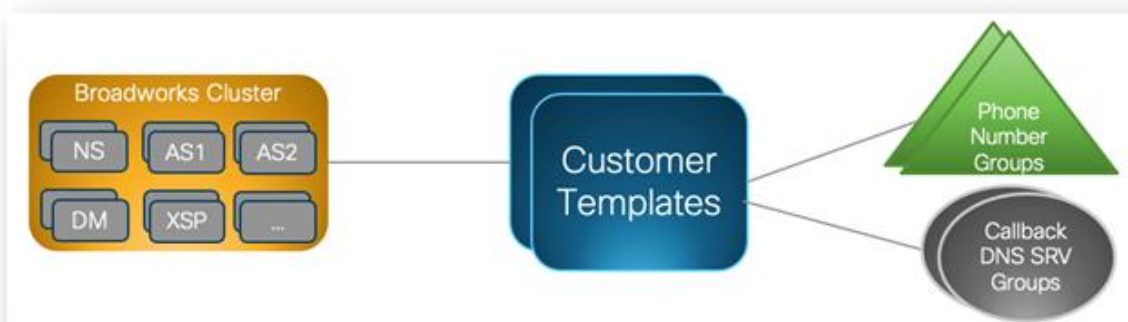 Broadworks Cluster
NS
AS1
AS2
DM
XSP
...
Customer
Templates
Phone
Number
Groups
Callback
DNS SRV
Groups